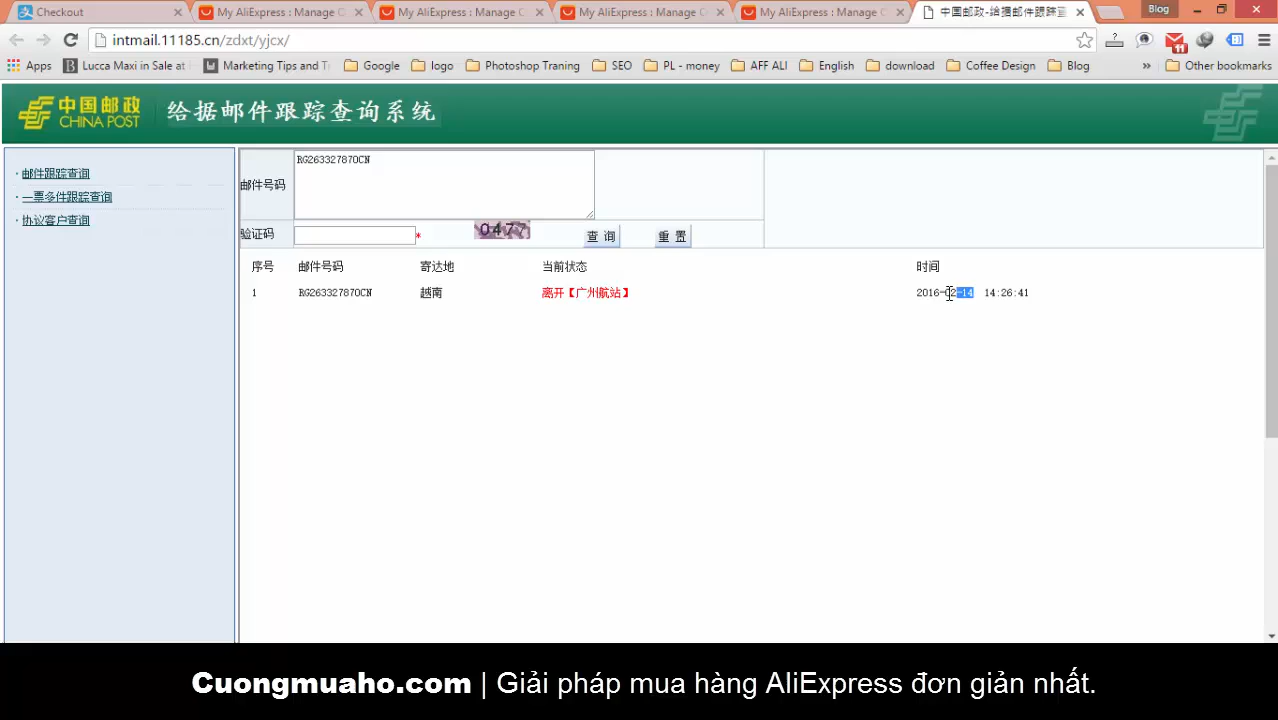 Checkout
My AliExpress : Manage O
My AliExpress : Manage O
My AliExpress : Manage O
My AliExpress : Manage O
中国邮政-给据邮件跟踪查
Blog
intmail.11185.cn/zdxt/yjcx/
11
Apps
Lucca Maxi in Sale at
Marketing Tips and Tr
Google
logo
Photoshop Traning
SEO
PL - money
AFF ALI
English
download
Coffee Design
Blog
»
Other bookmarks
中国邮政
CHINA POST
给据邮件跟踪查询系统
· 邮件跟踪查询
· 一票多件跟踪查询
· 协议客户查询
邮件号码
RG263327870CN
验证码
*
0477
查 询
重 置
序号 邮件号码 寄达地 当前状态 时间
1 RG263327870CN 越南 离开【广州航站】 2016-02-14 14:26:41
Cuongmuaho.com | Giải pháp mua hàng AliExpress đơn giản nhất.